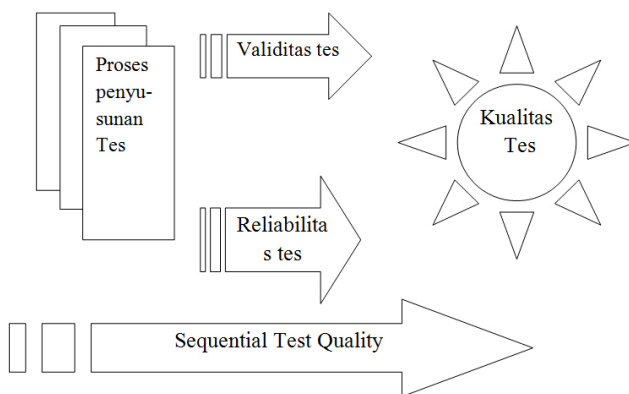 Proses
penyu-
sunan
Tes
Validitas tes
Kualitas
Tes
Reliabilita
s tes
Sequential Test Quality